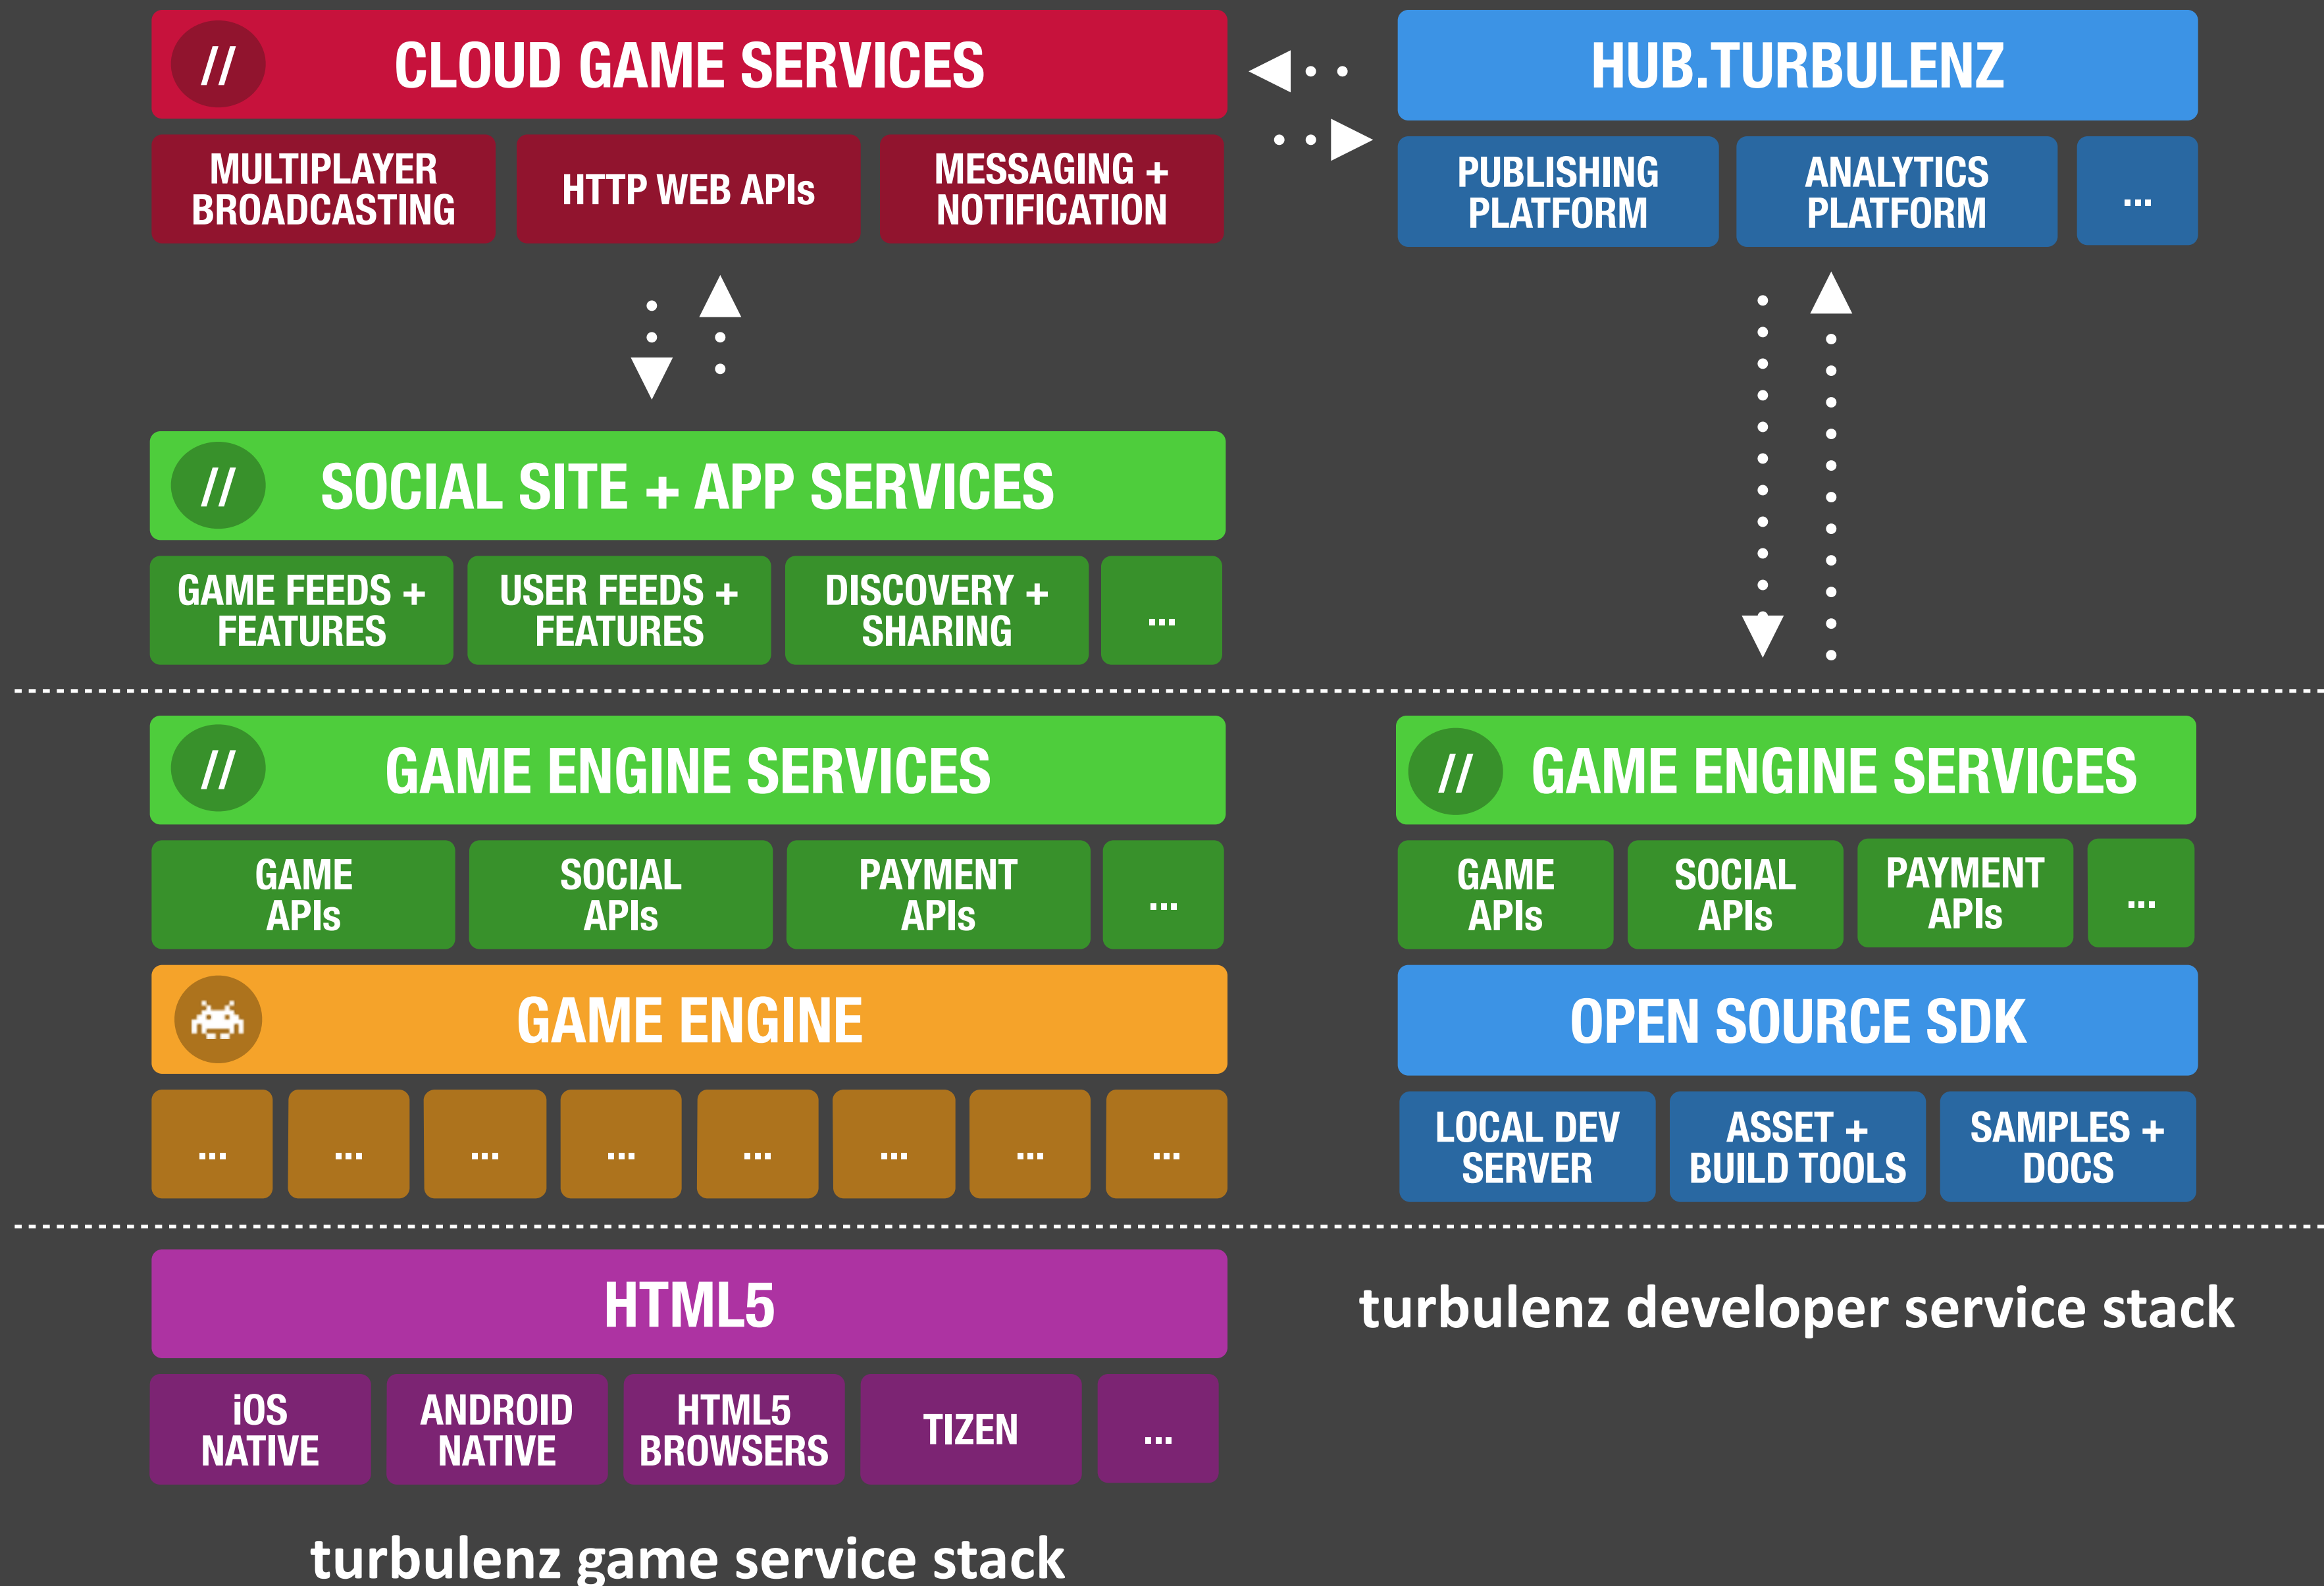 //
CLOUD GAME SERVICES
MULTIPLAYER
BROADCASTING
HTTP WEB APIs
MESSAGING +
NOTIFICATION
HUB.TURBULENZ
PUBLISHING
PLATFORM
ANALYTICS
PLATFORM
...
//
SOCIAL SITE + APP SERVICES
GAME FEEDS +
FEATURES
USER FEEDS +
FEATURES
DISCOVERY +
SHARING
...
//
GAME ENGINE SERVICES
GAME
APIs
SOCIAL
APIs
PAYMENT
APIs
...
GAME ENGINE
...
...
...
...
...
...
...
...
//
GAME ENGINE SERVICES
GAME
APIs
SOCIAL
APIs
PAYMENT
APIs
...
OPEN SOURCE SDK
LOCAL DEV
SERVER
ASSET +
BUILD TOOLS
SAMPLES +
DOCS
HTML5
iOS
NATIVE
ANDROID
NATIVE
HTML5
BROWSERS
TIZEN
...
turbulenz developer service stack
turbulenz game service stack